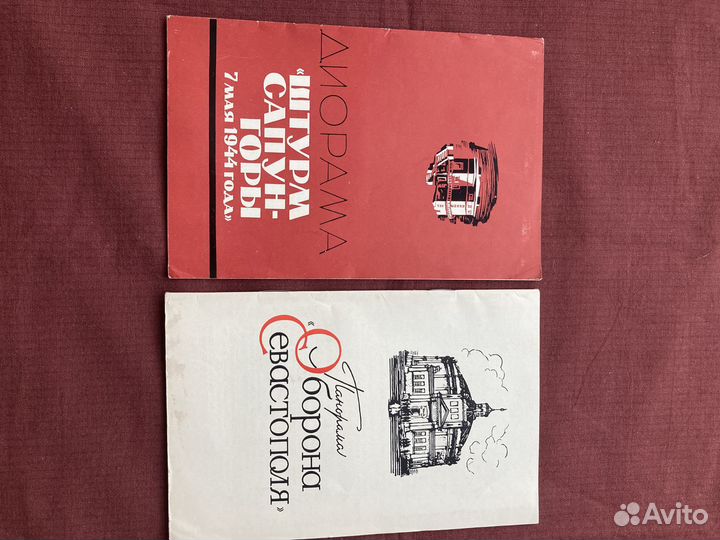 ДИОРАМА
«ШТУРМ
САПУН-
ГОРЫ
7 МАЯ 1944 ГОДА»
Панорама
«Оборона
Севастополя»
Avito